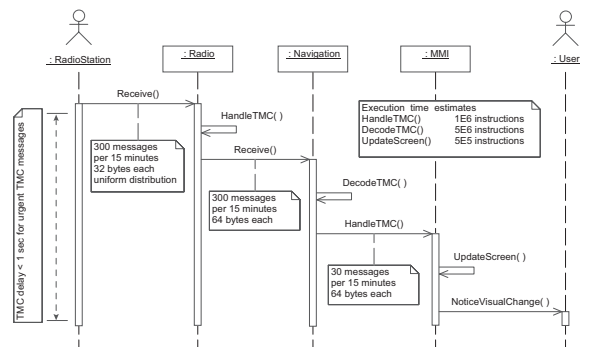 : RadioStation
: Radio
: Navigation
: MMI
: User
Receive()
HandleTMC( )
Execution time estimates
HandleTMC() 1E6 instructions
DecodeTMC() 5E6 instructions
UpdateScreen() 5E5 instructions
TMC delay < 1 sec for urgent TMC messages
300 messages
per 15 minutes
32 bytes each
uniform distribution
Receive()
DecodeTMC( )
300 messages
per 15 minutes
64 bytes each
HandleTMC()
UpdateScreen( )
30 messages
per 15 minutes
64 bytes each
NoticeVisualChange( )